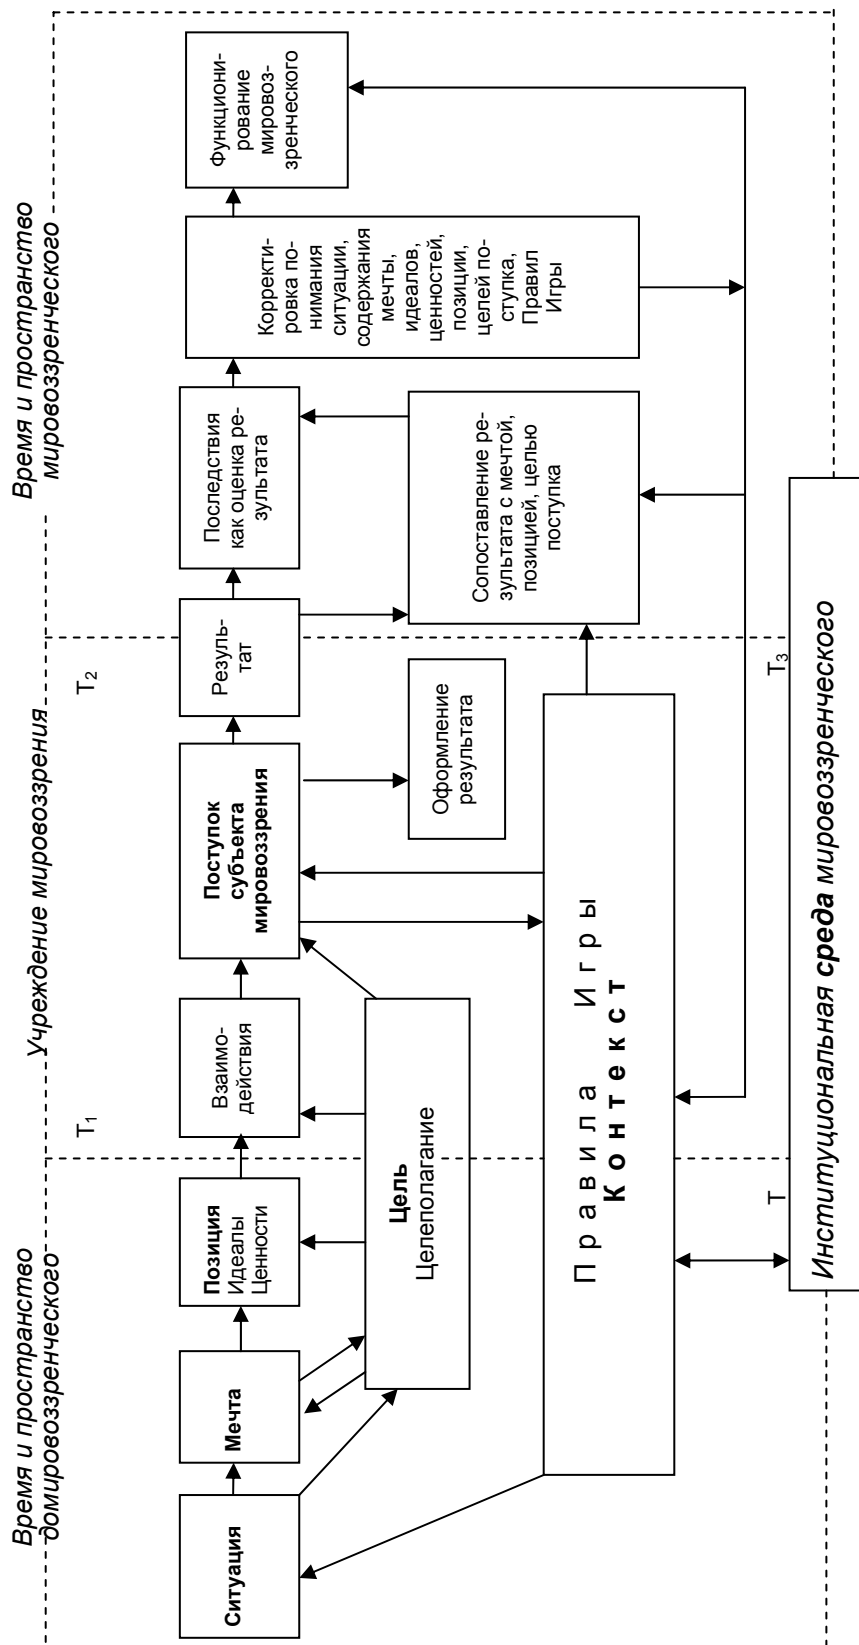 Время и пространство
домировоззренческого
Учреждение мировоззрения
Время и пространство
мировоззренческого
T₁
T₂
Ситуация
Мечта
Позиция
Идеалы
Ценности
Взаимо-
действия
Поступок
субъекта
мировоззрения
Резуль-
тат
Последствия
как оценка ре-
зультата
Корректи-
ровка по-
нимания
ситуации,
содержания
мечты,
идеалов,
ценностей,
позиции,
целей по-
ступка,
Правил
Игры
Функциони-
рование
мировоз-
зренческого
Цель
Целеполагание
Оформление
результата
Сопоставление ре-
зультата с мечтой,
позицией, целью
поступка
Правила Игры
Контекст
T
T₃
Институциональная среда мировоззренческого